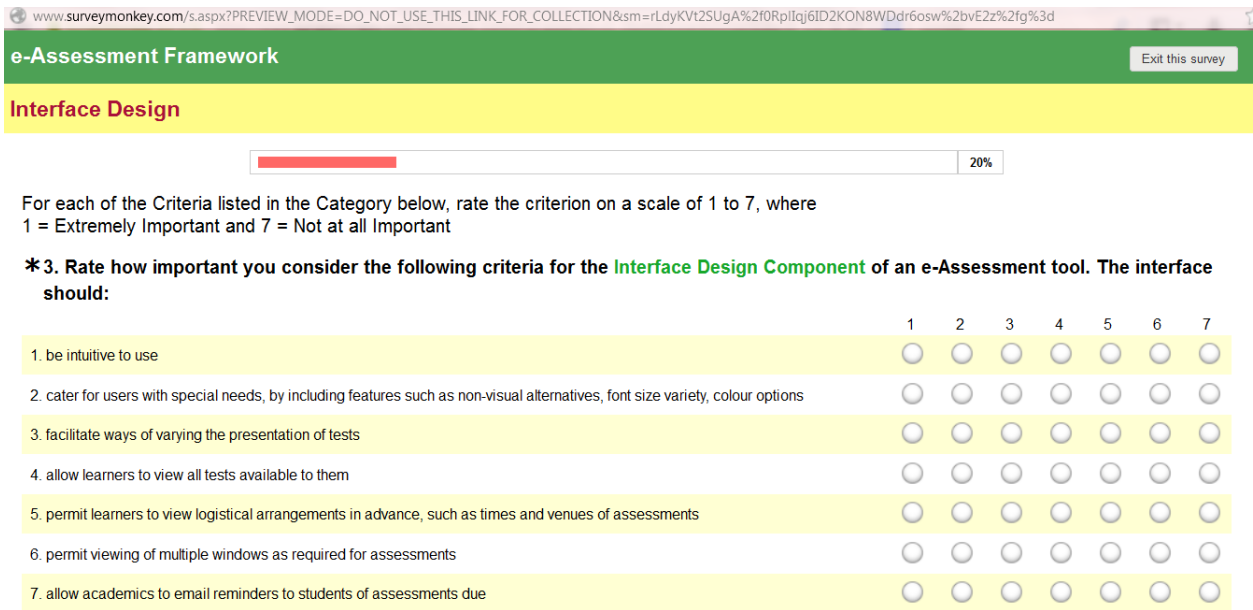 www.surveymonkey.com/s.aspx?PREVIEW_MODE=DO_NOT_USE_THIS_LINK_FOR_COLLECTION&sm=rLdyKVt2SUgA%2f0RplIqj6ID2KON8WDdr6osw%2bvE2z%2fg%3d
e-Assessment Framework
Exit this survey
Interface Design
20%
For each of the Criteria listed in the Category below, rate the criterion on a scale of 1 to 7, where
1 = Extremely Important and 7 = Not at all Important
*3. Rate how important you consider the following criteria for the Interface Design Component of an e-Assessment tool. The interface
should:
1 2 3 4 5 6 7
1. be intuitive to use
2. cater for users with special needs, by including features such as non-visual alternatives, font size variety, colour options
3. facilitate ways of varying the presentation of tests
4. allow learners to view all tests available to them
5. permit learners to view logistical arrangements in advance, such as times and venues of assessments
6. permit viewing of multiple windows as required for assessments
7. allow academics to email reminders to students of assessments due